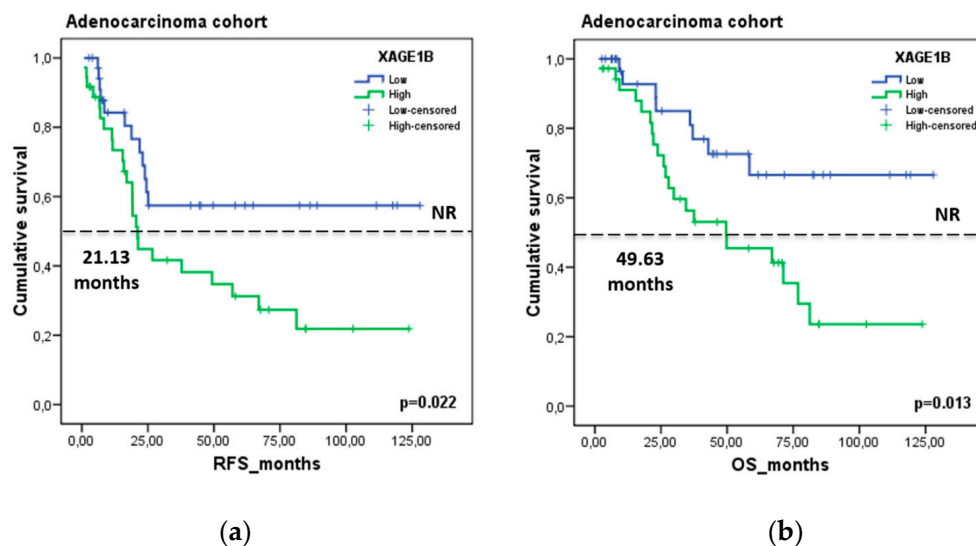 Adenocarcinoma cohort
XAGE1B
Low
High
Low-censored
High-censored
1,0
0,8
0,6
0,4
0,2
0,0
Cumulative survival
NR
21.13
months
p=0.022
0,00 25,00 50,00 75,00 100,00 125,00
RFS_months
(a)
Adenocarcinoma cohort
XAGE1B
Low
High
Low-censored
High-censored
1,0
0,8
0,6
0,4
0,2
0,0
Cumulative survival
NR
49.63
months
p=0.013
0,00 25,00 50,00 75,00 100,00 125,00
OS_months
(b)